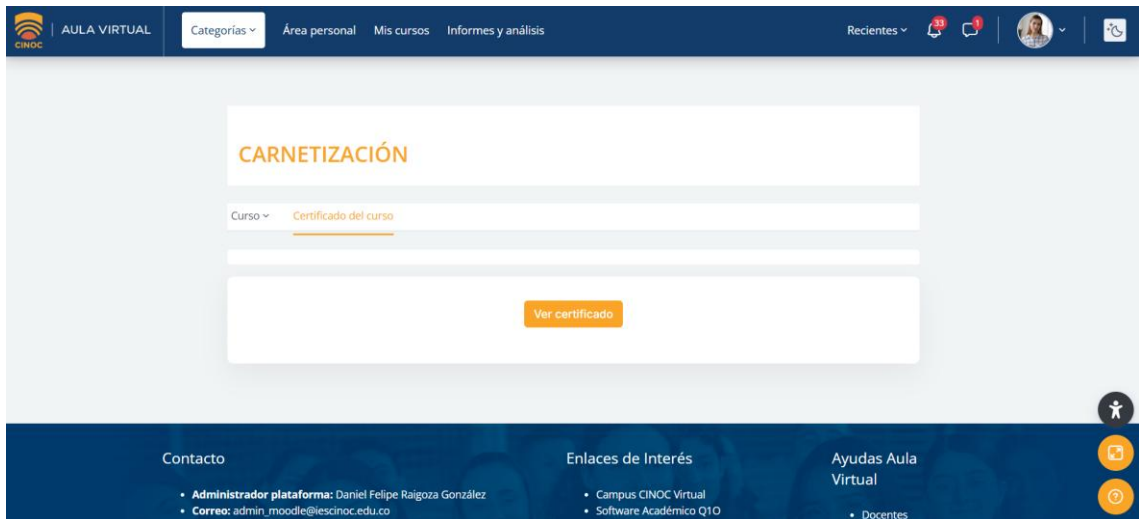 CINOC
AULA VIRTUAL
Categorías
Área personal
Mis cursos
Informes y análisis
Recientes
33
1
CARNETIZACIÓN
Curso
Certificado del curso
Ver certificado
Contacto
• Administrador plataforma: Daniel Felipe Raigoza González
• Correo: admin_moodle@iescinoc.edu.co
Enlaces de Interés
• Campus CINOC Virtual
• Software Académico Q10
Ayudas Aula
Virtual
• Docentes